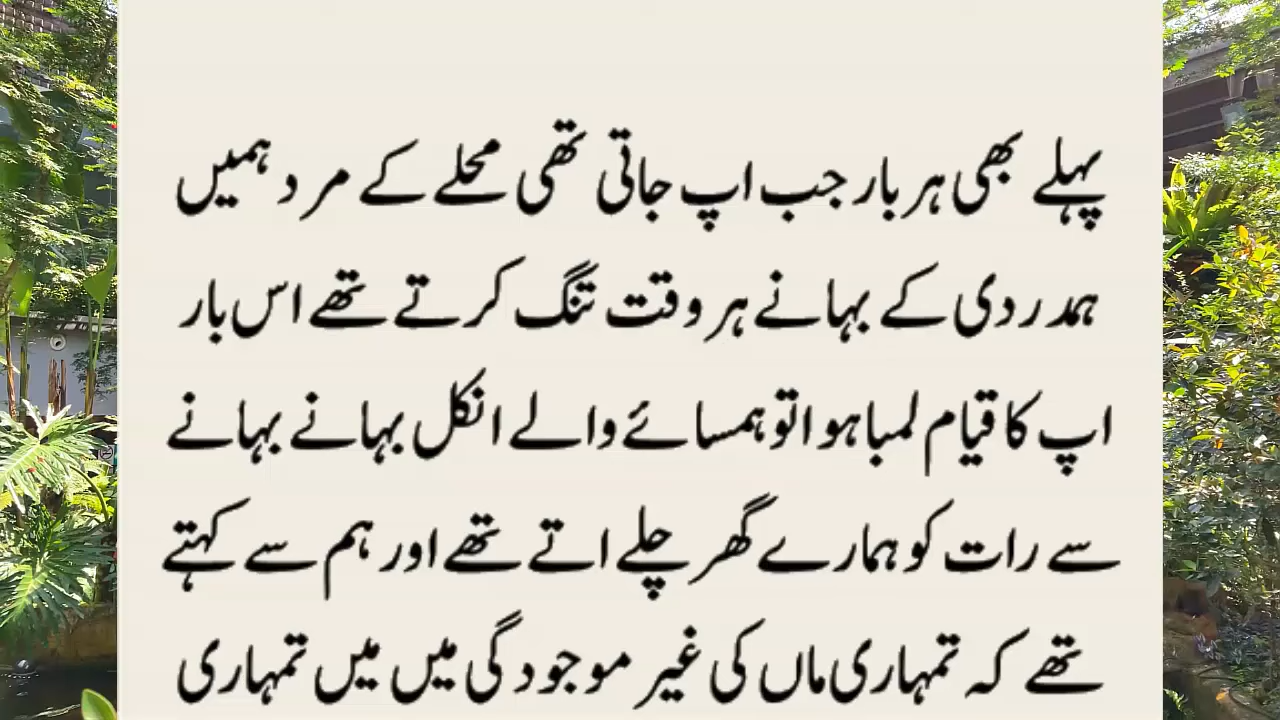 پہلے بھی ہر بار جب اپ جاتی تھی محلے کے مرد ہمیں
ہمدردی کے بہانے ہر وقت تنگ کرتے تھے اس بار
اپ کا قیام لمبا ہوا تو ہمسائے والے انکل بہانے بہانے
سے رات کو ہمارے گھر چلے اتے تھے اور ہم سے کہتے
تھے کہ تمہاری ماں کی غیر موجودگی میں میں تمہاری